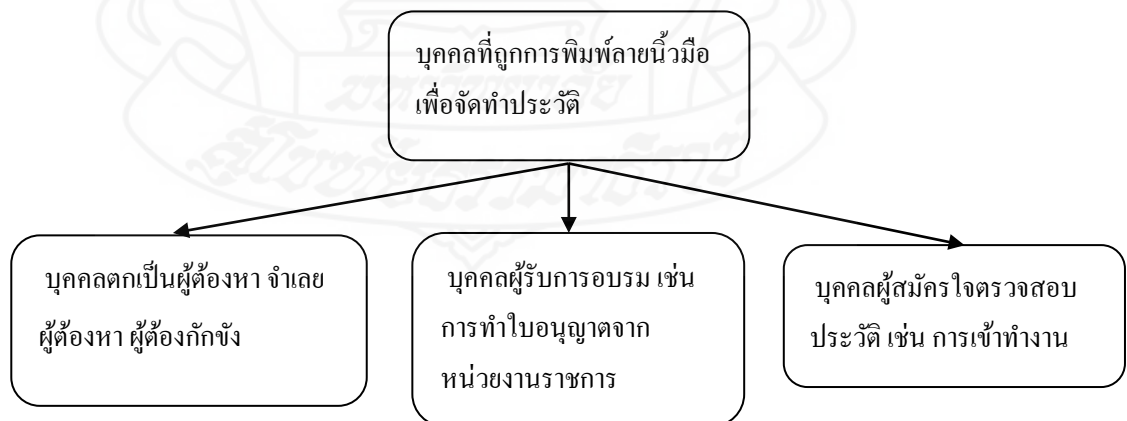 บุคคลที่ถูกการพิมพ์ลายนิ้วมือ
เพื่อจัดทำประวัติ
บุคคลตกเป็นผู้ต้องหา จำเลย
ผู้ต้องหา ผู้ต้องกักขัง
บุคคลผู้รับการอบรม เช่น
การทำใบอนุญาตจาก
หน่วยงานราชการ
บุคคลผู้สมัครใจตรวจสอบ
ประวัติ เช่น การเข้าทำงาน